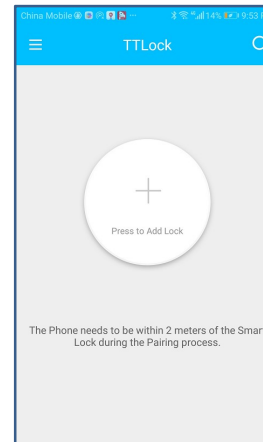 China Mobile 14% 9:53
TTLock
Press to Add Lock
The Phone needs to be within 2 meters of the Smar
Lock during the Pairing process.